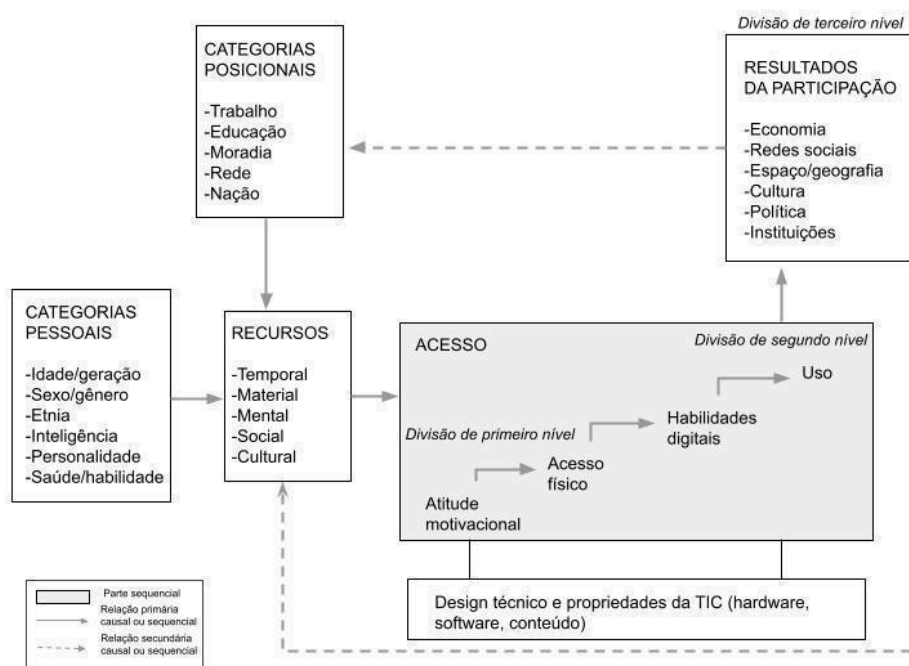 CATEGORIAS
POSICIONAIS
-Trabalho
-Educação
-Moradia
-Rede
-Nação
Divisão de terceiro nível
RESULTADOS
DA PARTICIPAÇÃO
-Economia
-Redes sociais
-Espaço/geografia
-Cultura
-Política
-Instituições
CATEGORIAS
PESSOAIS
-Idade/geração
-Sexo/gênero
-Etnia
-Inteligência
-Personalidade
-Saúde/habilidade
RECURSOS
-Temporal
-Material
-Mental
-Social
-Cultural
ACESSO
Divisão de segundo nível
Uso
Habilidades
digitais
Divisão de primeiro nível
Acesso
físico
Atitude
motivacional
Design técnico e propriedades da TIC (hardware,
software, conteúdo)
Parte sequencial
Relação primária
causal ou sequencial
Relação secundária
causal ou sequencial